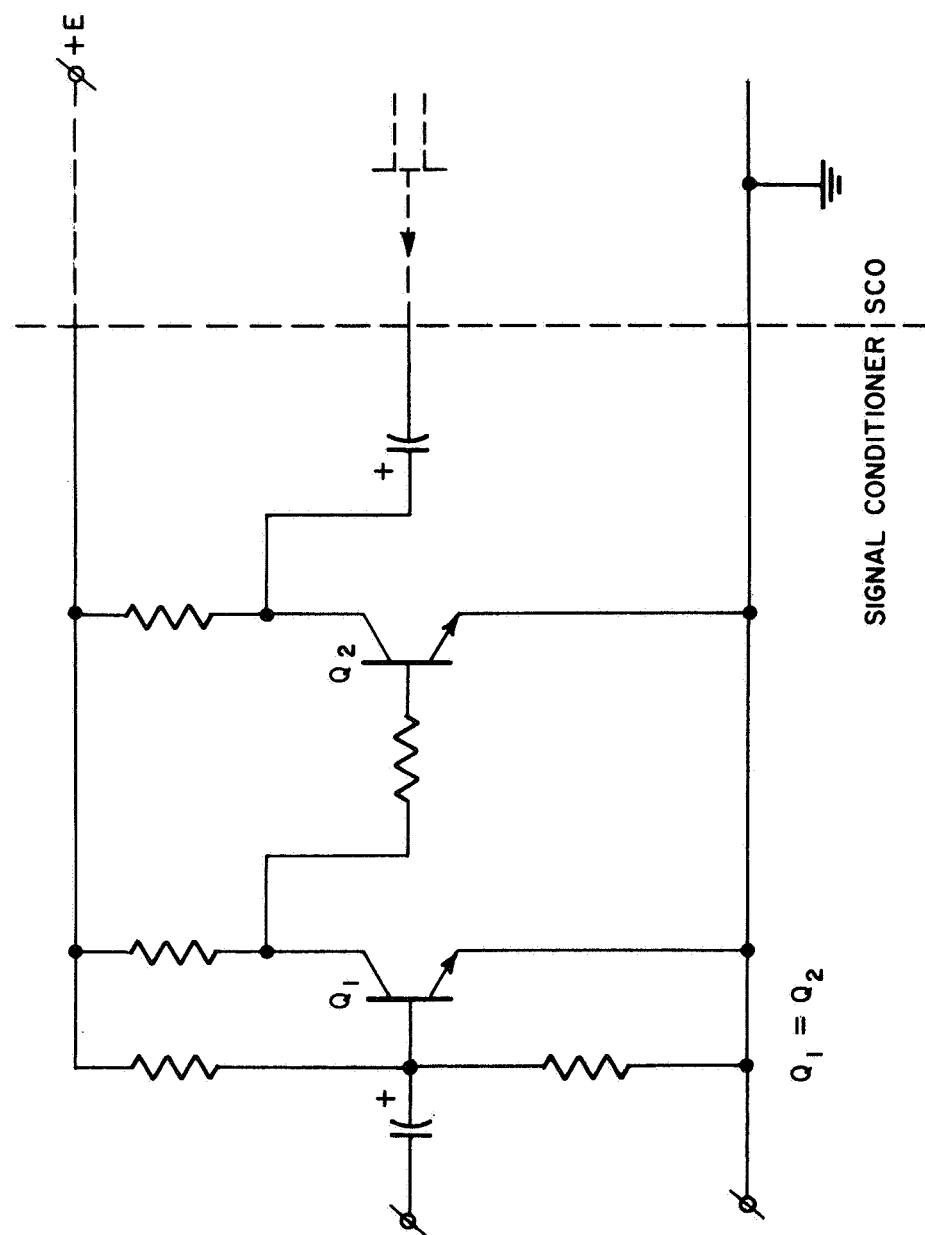 +E
+
Q2
Q1
+
Q1 = Q2
SIGNAL CONDITIONER SCO